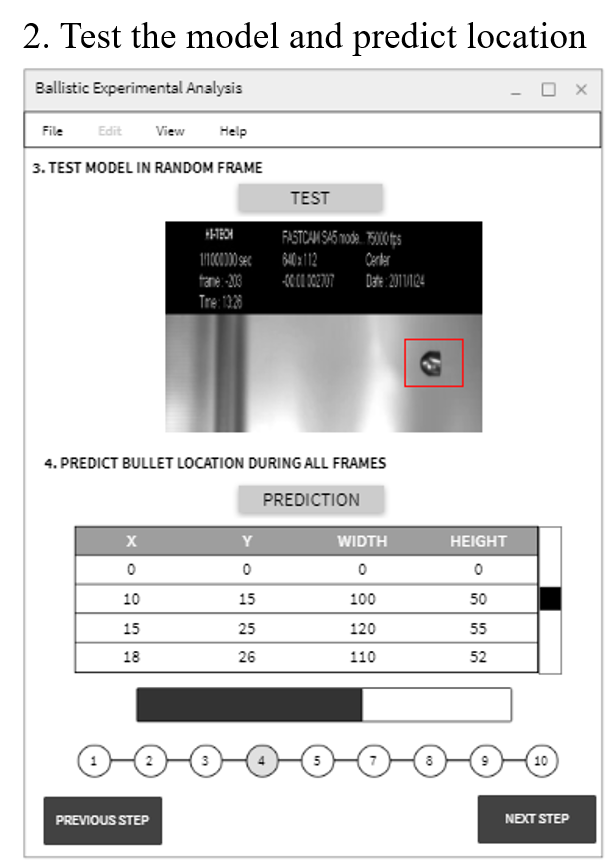 2. Test the model and predict location
Ballistic Experimental Analysis
File Edit View Help
3. TEST MODEL IN RANDOM FRAME
TEST
HI-TECH FASTCAM SA5 mode.. 75000 fps
1/1000000 sec 640 x 112 Center
frame : -203 -00:00.002707 Date : 2011/1/24
Time : 13:26
4. PREDICT BULLET LOCATION DURING ALL FRAMES
PREDICTION
X Y WIDTH HEIGHT
0 0 0 0
10 15 100 50
15 25 120 55
18 26 110 52
1 2 3 4 5 7 8 9 10
PREVIOUS STEP NEXT STEP